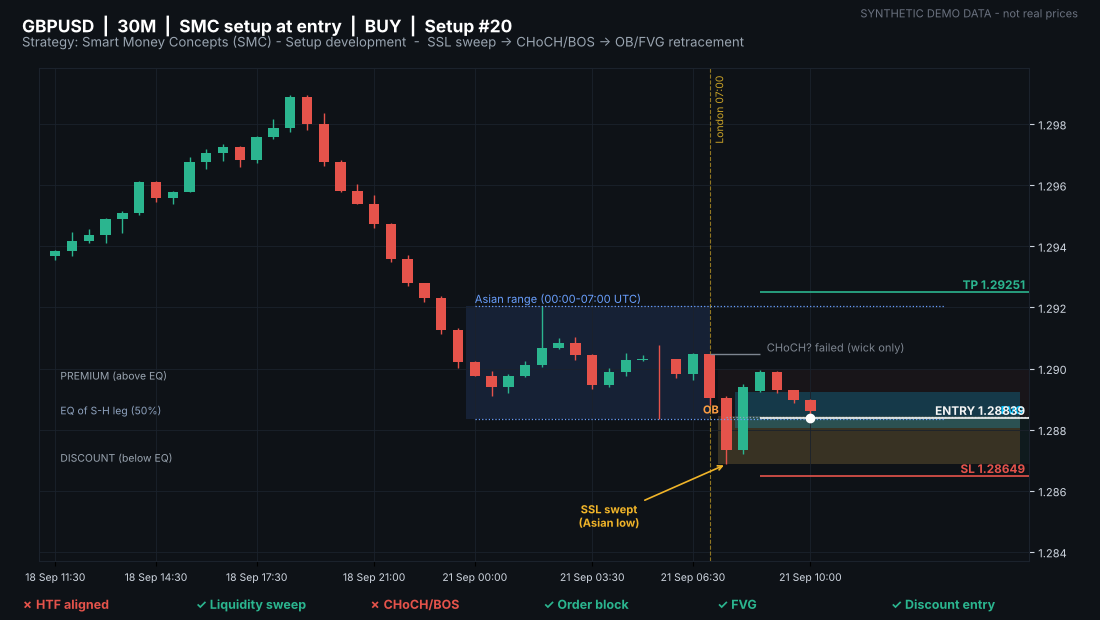 GBPUSD | 30M | SMC setup at entry | BUY | Setup #20
SYNTHETIC DEMO DATA - not real prices
Strategy: Smart Money Concepts (SMC) - Setup development - SSL sweep → CHoCH/BOS → OB/FVG retracement
London 07:00
1.298
1.296
1.294
TP 1.29251
Asian range (00:00-07:00 UTC)
1.292
CHoCH? failed (wick only)
1.290
PREMIUM (above EQ)
EQ of S-H leg (50%)
OB
ENTRY 1.28839
1.288
DISCOUNT (below EQ)
SL 1.28649
1.286
SSL swept
(Asian low)
1.284
18 Sep 11:30
18 Sep 14:30
18 Sep 17:30
18 Sep 21:00
21 Sep 00:00
21 Sep 03:30
21 Sep 06:30
21 Sep 10:00
× HTF aligned
✓ Liquidity sweep
× CHoCH/BOS
✓ Order block
✓ FVG
✓ Discount entry